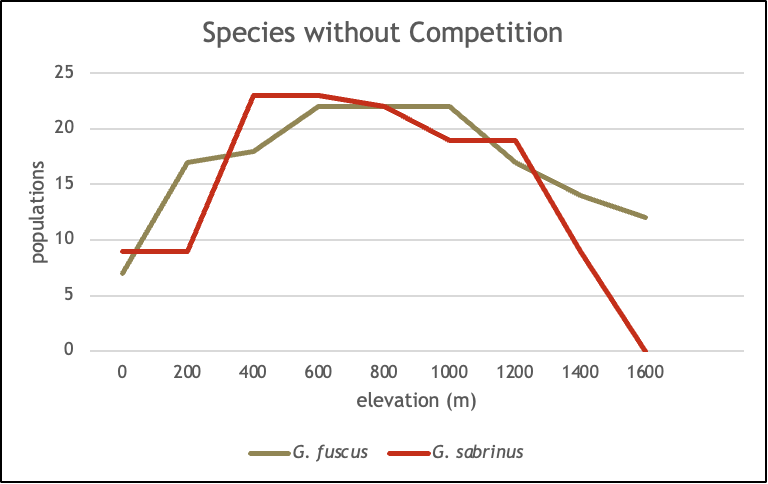 Species without Competition
25
20
15
10
5
0
populations
0 200 400 600 800 1000 1200 1400 1600
elevation (m)
G. fuscus G. sabrinus